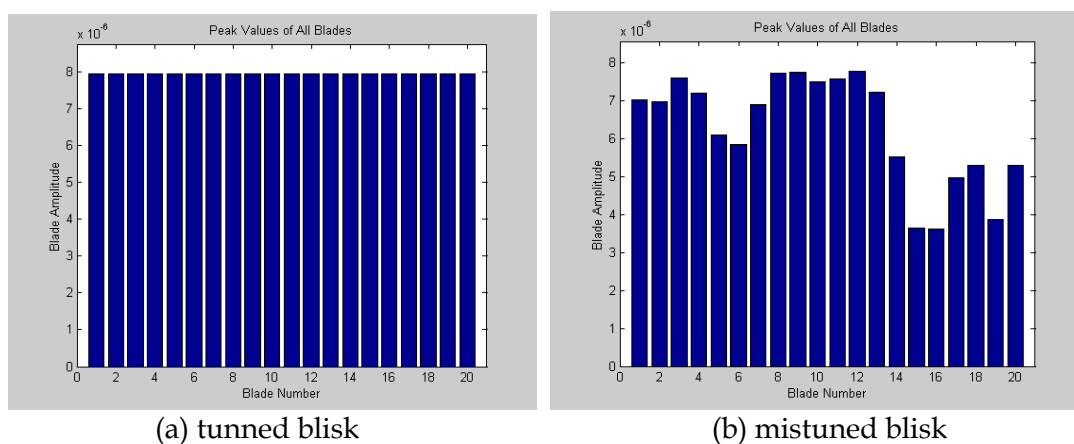 Peak Values of All Blades
x 10^-6
8
7
6
5
4
3
2
1
0
Blade Amplitude
0 2 4 6 8 10 12 14 16 18 20
Blade Number
(a) tunned blisk
Peak Values of All Blades
x 10^-6
8
7
6
5
4
3
2
1
0
Blade Amplitude
0 2 4 6 8 10 12 14 16 18 20
Blade Number
(b) mistuned blisk